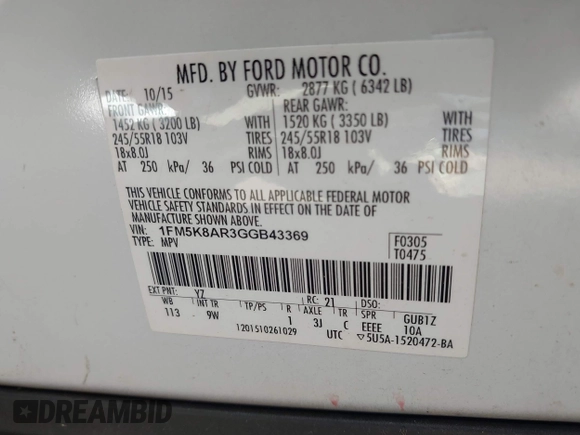 MFD. BY FORD MOTOR CO.
DATE: 10/15 GVWR: 2877 KG ( 6342 LB)
FRONT GAWR: REAR GAWR:
1452 KG ( 3200 LB) WITH 1520 KG ( 3350 LB) WITH
245/55R18 103V TIRES 245/55R18 103V TIRES
18x8.0J RIMS 18x8.0J RIMS
AT 250 kPa/ 36 PSI COLD AT 250 kPa/ 36 PSI COLD
THIS VEHICLE CONFORMS TO ALL APPLICABLE FEDERAL MOTOR
VEHICLE SAFETY STANDARDS IN EFFECT ON THE DATE OF
MANUFACTURE SHOWN ABOVE.
VIN: 1FM5K8AR3GGB43369 F0305
TYPE: MPV T0475
EXT PNT: YZ RC: 21 DSO:
WB INT TR TP/PS R AXLE TR SPR GUB1Z
113 9W 1 3J C EEEE 10A
1201510261029 UTC ▽5U5A-1520472-BA
DREAMBID